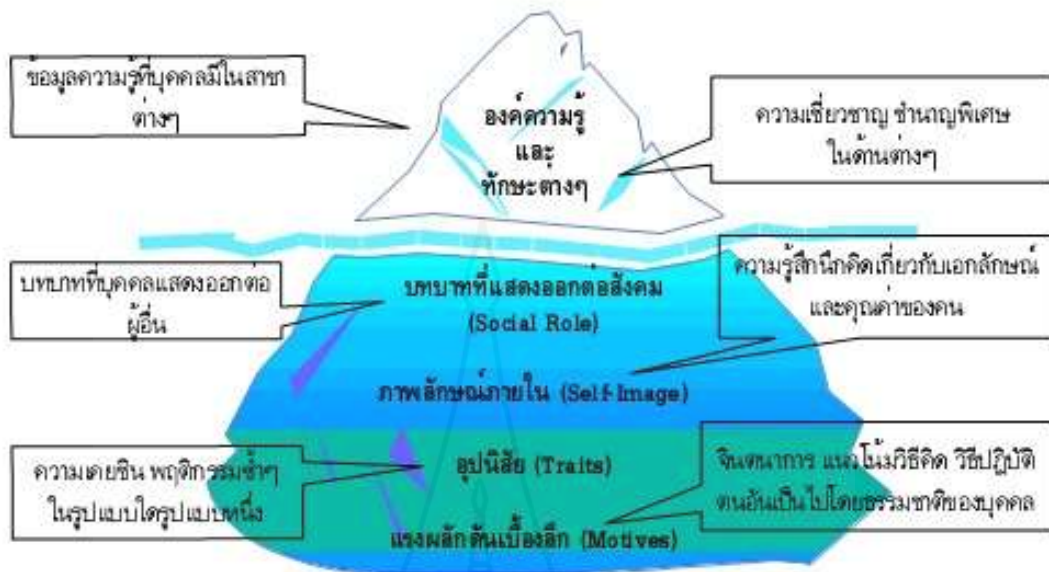 ข้อมูลความรู้ที่บุคคลมีในสาขา
ต่างๆ
องค์ความรู้
และ
ทักษะต่างๆ
ความเชี่ยวชาญ ชำนาญพิเศษ
ในด้านต่างๆ
บทบาทที่บุคคลแสดงออกต่อ
ผู้อื่น
บทบาทที่แสดงออกต่อสังคม
(Social Role)
ความรู้สึกนึกคิดเกี่ยวกับเอกลักษณ์
และคุณค่าของคน
ภาพลักษณ์ภายใน (Self-Image)
ความเคยชิน พฤติกรรมซ้ำๆ
ในรูปแบบใดรูปแบบหนึ่ง
อุปนิสัย (Traits)
จินตนาการ แนวโน้มวิธีคิด วิธีปฏิบัติ
ตนอันเป็นไปโดยธรรมชาติของบุคคล
แรงผลักดันเบื้องลึก (Motives)